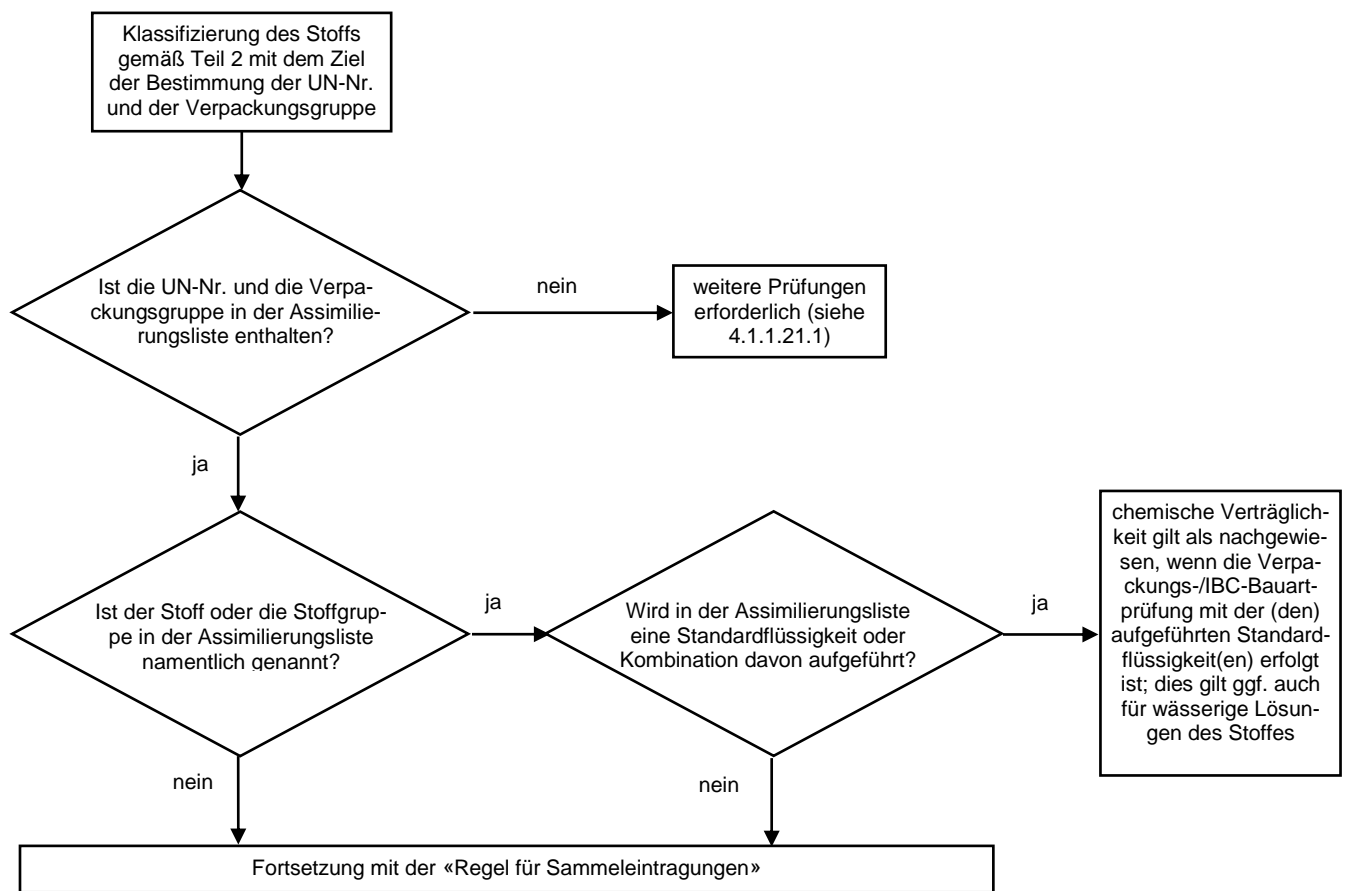 Klassifizierung des Stoffs
gemäß Teil 2 mit dem Ziel
der Bestimmung der UN-Nr.
und der Verpackungsgruppe
Ist die UN-Nr. und die Verpa-
ckungsgruppe in der Assimilie-
rungsliste enthalten?
nein
weitere Prüfungen
erforderlich (siehe
4.1.1.21.1)
ja
Ist der Stoff oder die Stoffgrup-
pe in der Assimilierungsliste
namentlich genannt?
ja
Wird in der Assimilierungsliste
eine Standardflüssigkeit oder
Kombination davon aufgeführt?
ja
chemische Verträglich-
keit gilt als nachgewie-
sen, wenn die Verpa-
ckungs-/IBC-Bauart-
prüfung mit der (den)
aufgeführten Standard-
flüssigkeit(en) erfolgt
ist; dies gilt ggf. auch
für wässerige Lösun-
gen des Stoffes
nein
nein
Fortsetzung mit der «Regel für Sammeleintragungen»